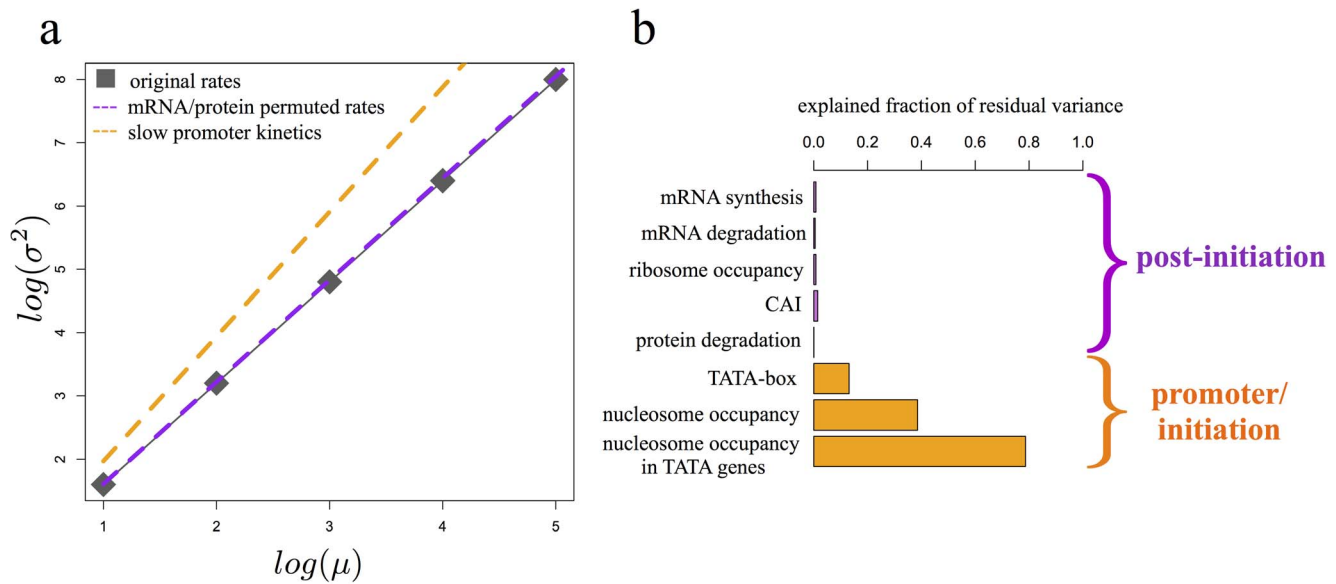 a
original rates
mRNA/protein permuted rates
slow promoter kinetics
8
7
6
5
4
3
2
log(σ²)
1 2 3 4 5
log(μ)
b
explained fraction of residual variance
0.0 0.2 0.4 0.6 0.8 1.0
mRNA synthesis
mRNA degradation
ribosome occupancy
CAI
protein degradation
TATA-box
nucleosome occupancy
nucleosome occupancy
in TATA genes
post-initiation
promoter/
initiation